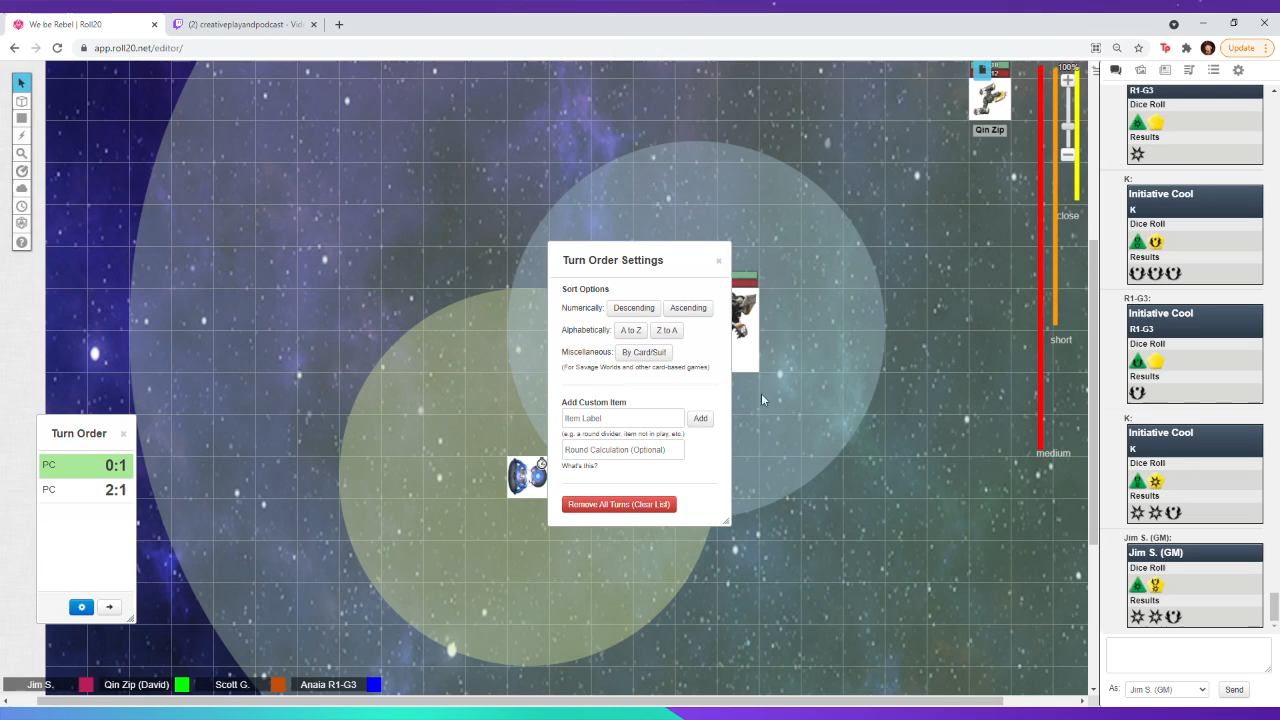 We be Rebel | Roll20
(2) creativeplayandpodcast - Vid
app.roll20.net/editor/
Tp
Update
100%
12
Qin Zip
close
short
medium
Turn Order Settings
Sort Options
Numerically: Descending Ascending
Alphabetically: A to Z Z to A
Miscellaneous: By Card/Suit
(For Savage Worlds and other card-based games)
Add Custom Item
Item Label Add
(e.g. a round divider, item not in play, etc.)
Round Calculation (Optional)
What's this?
Remove All Turns (Clear List)
Turn Order
PC 0:1
PC 2:1
Jim S.
Qin Zip (David)
Scott G.
Anaia R1-G3
R1-G3
Dice Roll
Results
K:
Initiative Cool
K
Dice Roll
Results
R1-G3:
Initiative Cool
R1-G3
Dice Roll
Results
K:
Initiative Cool
K
Dice Roll
Results
Jim S. (GM):
Jim S. (GM)
Dice Roll
Results
As: Jim S. (GM) Send